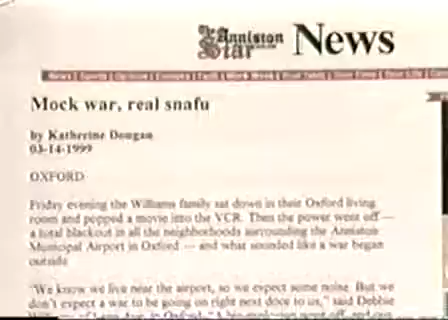 The Anniston
Star News
News | Sports | Opinion
Mock war, real snafu
by Katherine Dougan
03-14-1999
OXFORD
Friday evening the Williams family sat down in their Oxford living
room and popped a movie into the VCR. Then the power went off —
a total blackout in all the neighborhoods surrounding the Anniston
Municipal Airport in Oxford — and what sounded like a war began
outside.
"We know we live near the airport, so we expect some noise. But we
don't expect a war to be going on right next door to us," said Debbie